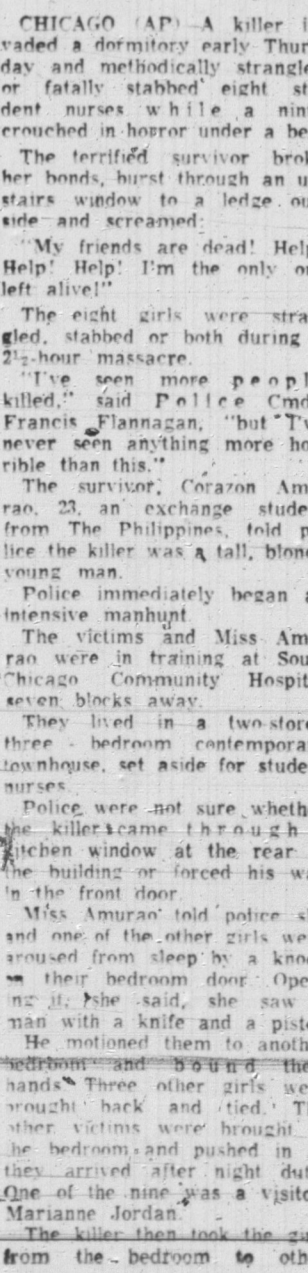 CHICAGO (AP) A killer i
vaded a dormitory early Thur
day and methodically strangle
or fatally stabbed eight st
dent nurses while a nin
crouched in horror under a be
The terrified survivor brok
her bonds, burst through an u
stairs window to a ledge ou
side and screamed:
"My friends are dead! Help
Help! Help! I'm the only o
left alive!"
The eight girls were stra
gled, stabbed or both during
2½-hour massacre.
"I've seen more peopl
killed," said Police Cmd
Francis Flannagan, "but I'v
never seen anything more ho
rible than this."
The survivor, Corazon Am
rao, 23, an exchange stude
from The Philippines, told p
lice the killer was a tall, blond
young man.
Police immediately began a
intensive manhunt
The victims and Miss Am
rao were in training at Sou
Chicago Community Hospit
seven blocks away.
They lived in a two-store
three - bedroom contempora
townhouse, set aside for stude
nurses.
Police were not sure wheth
the killer came through
kitchen window at the rear
the building or forced his wa
in the front door.
Miss Amurao told police s
and one of the other girls we
aroused from sleep by a kno
on their bedroom door. Ope
ing it, she said, she saw
man with a knife and a pisto
He motioned them to anoth
bedroom and bound the
hands Three other girls we
brought back and tied. T
other victims were brought
he bedroom and pushed in
they arrived after night dut
One of the nine was a visito
Marianne Jordan.
The killer then took the gi
from the bedroom to oth